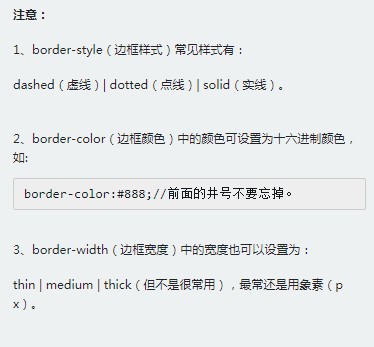 注意：
1、border-style（边框样式）常见样式有：
dashed（虚线）| dotted（点线）| solid（实线）。
2、border-color（边框颜色）中的颜色可设置为十六进制颜色，
如:
border-color:#888;//前面的井号不要忘掉。
3、border-width（边框宽度）中的宽度也可以设置为：
thin | medium | thick（但不是很常用），最常还是用象素（p
x）。